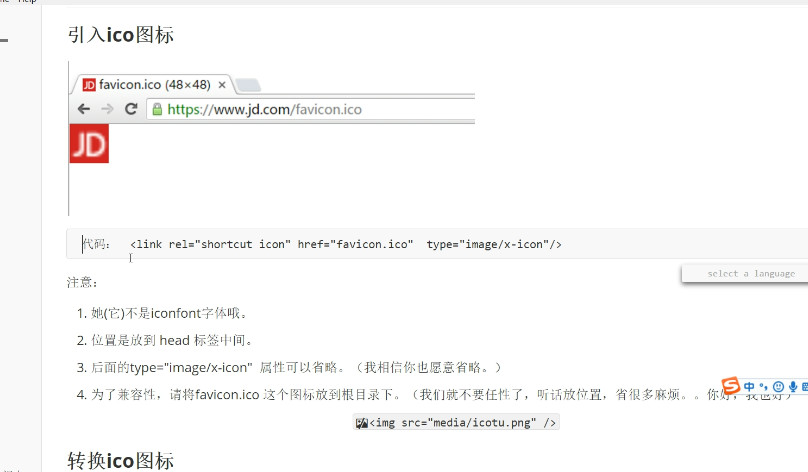 Help
引入ico图标
JD favicon.ico (48×48) ×
https://www.jd.com/favicon.ico
JD
代码： <link rel="shortcut icon" href="favicon.ico"  type="image/x-icon"/>
select a language
注意：
1. 她(它)不是iconfont字体哦。
2. 位置是放到 head 标签中间。
3. 后面的type="image/x-icon" 属性可以省略。（我相信你也愿意省略。）
4. 为了兼容性，请将favicon.ico 这个图标放到根目录下。（我们就不要任性了，听话放位置，省很多麻烦。。你好，我也好）
S 中
<img src="media/icotu.png" />
转换ico图标